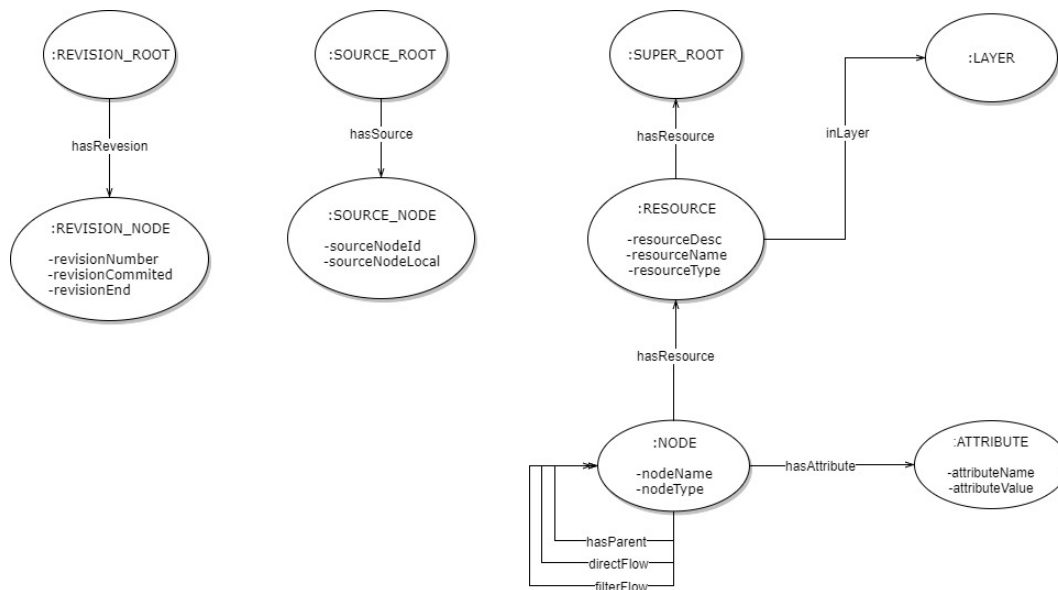 :REVISION_ROOT
:SOURCE_ROOT
:SUPER_ROOT
:LAYER
hasRevesion
hasSource
hasResource
inLayer
:REVISION_NODE
-revisionNumber
-revisionCommited
-revisionEnd
:SOURCE_NODE
-sourceNodeId
-sourceNodeLocal
:RESOURCE
-resourceDesc
-resourceName
-resourceType
hasResource
:NODE
-nodeName
-nodeType
hasAttribute
:ATTRIBUTE
-attributeName
-attributeValue
hasParent
directFlow
filterFlow